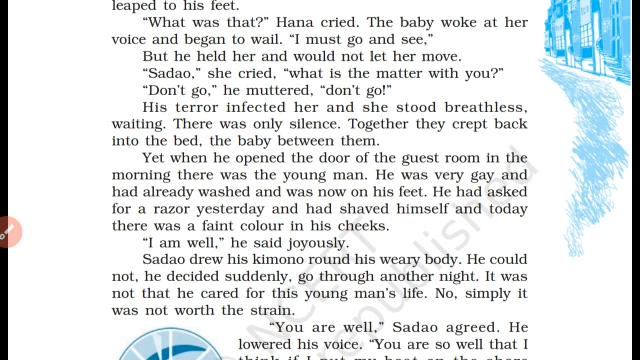 leaped to his feet.
“What was that?” Hana cried. The baby woke at her
voice and began to wail. “I must go and see,”
But he held her and would not let her move.
“Sadao,” she cried, “what is the matter with you?”
“Don’t go,” he muttered, “don’t go!”
His terror infected her and she stood breathless,
waiting. There was only silence. Together they crept back
into the bed, the baby between them.
Yet when he opened the door of the guest room in the
morning there was the young man. He was very gay and
had already washed and was now on his feet. He had asked
for a razor yesterday and had shaved himself and today
there was a faint colour in his cheeks.
“I am well,” he said joyously.
Sadao drew his kimono round his weary body. He could
not, he decided suddenly, go through another night. It was
not that he cared for this young man’s life. No, simply it
was not worth the strain.
“You are well,” Sadao agreed. He
lowered his voice. “You are so well that I
think if I put my boat on the shore